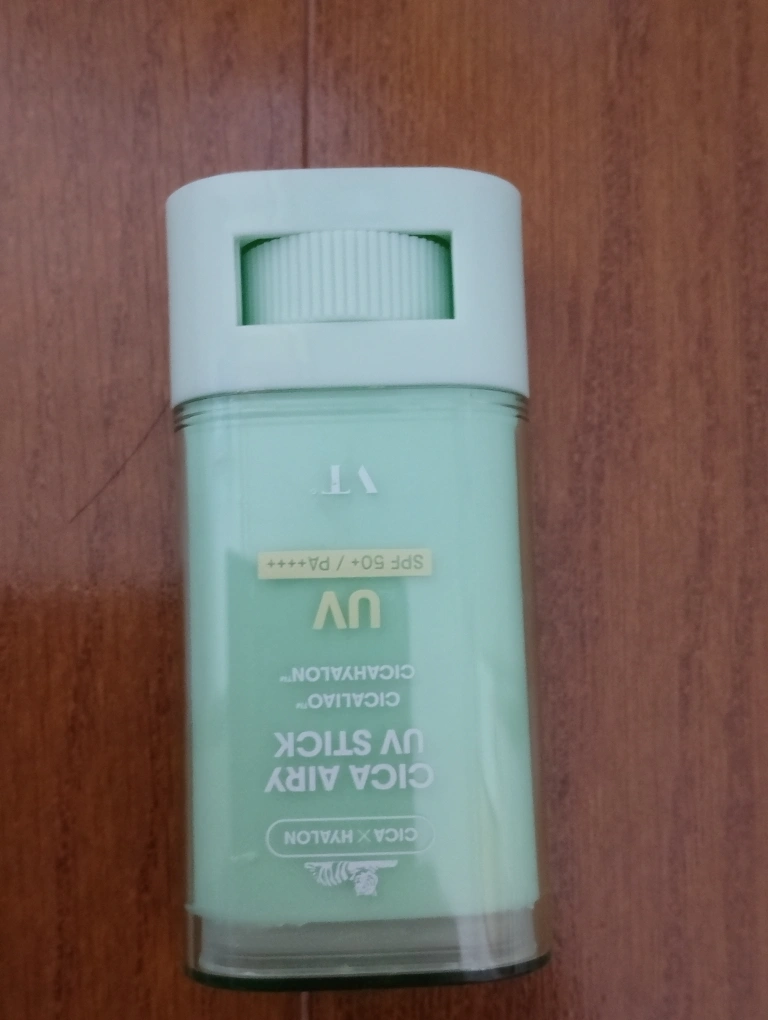 CICA × HYALON
CICA AIRY
UV STICK
CICALIAO™
CICAHYALON™
UV
SPF 50+ / PA++++
VT